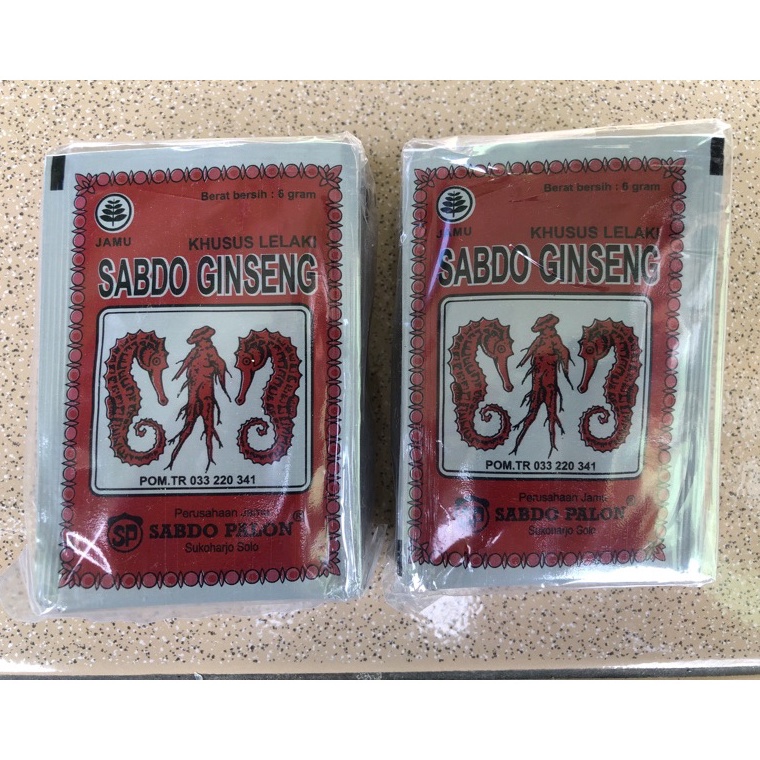 Berat bersih : 6 gram
JAMU
KHUSUS LELAKI
SABDO GINSENG
POM.TR 033 220 341
Perusahaan Jamu
SP
SABDO PALON®
Sukoharjo Solo
Berat bersih : 6 gram
JAMU
KHUSUS LELAKI
SABDO GINSENG
POM.TR 033 220 341
Perusahaan Jamu
SABDO PALON®
Sukoharjo Solo